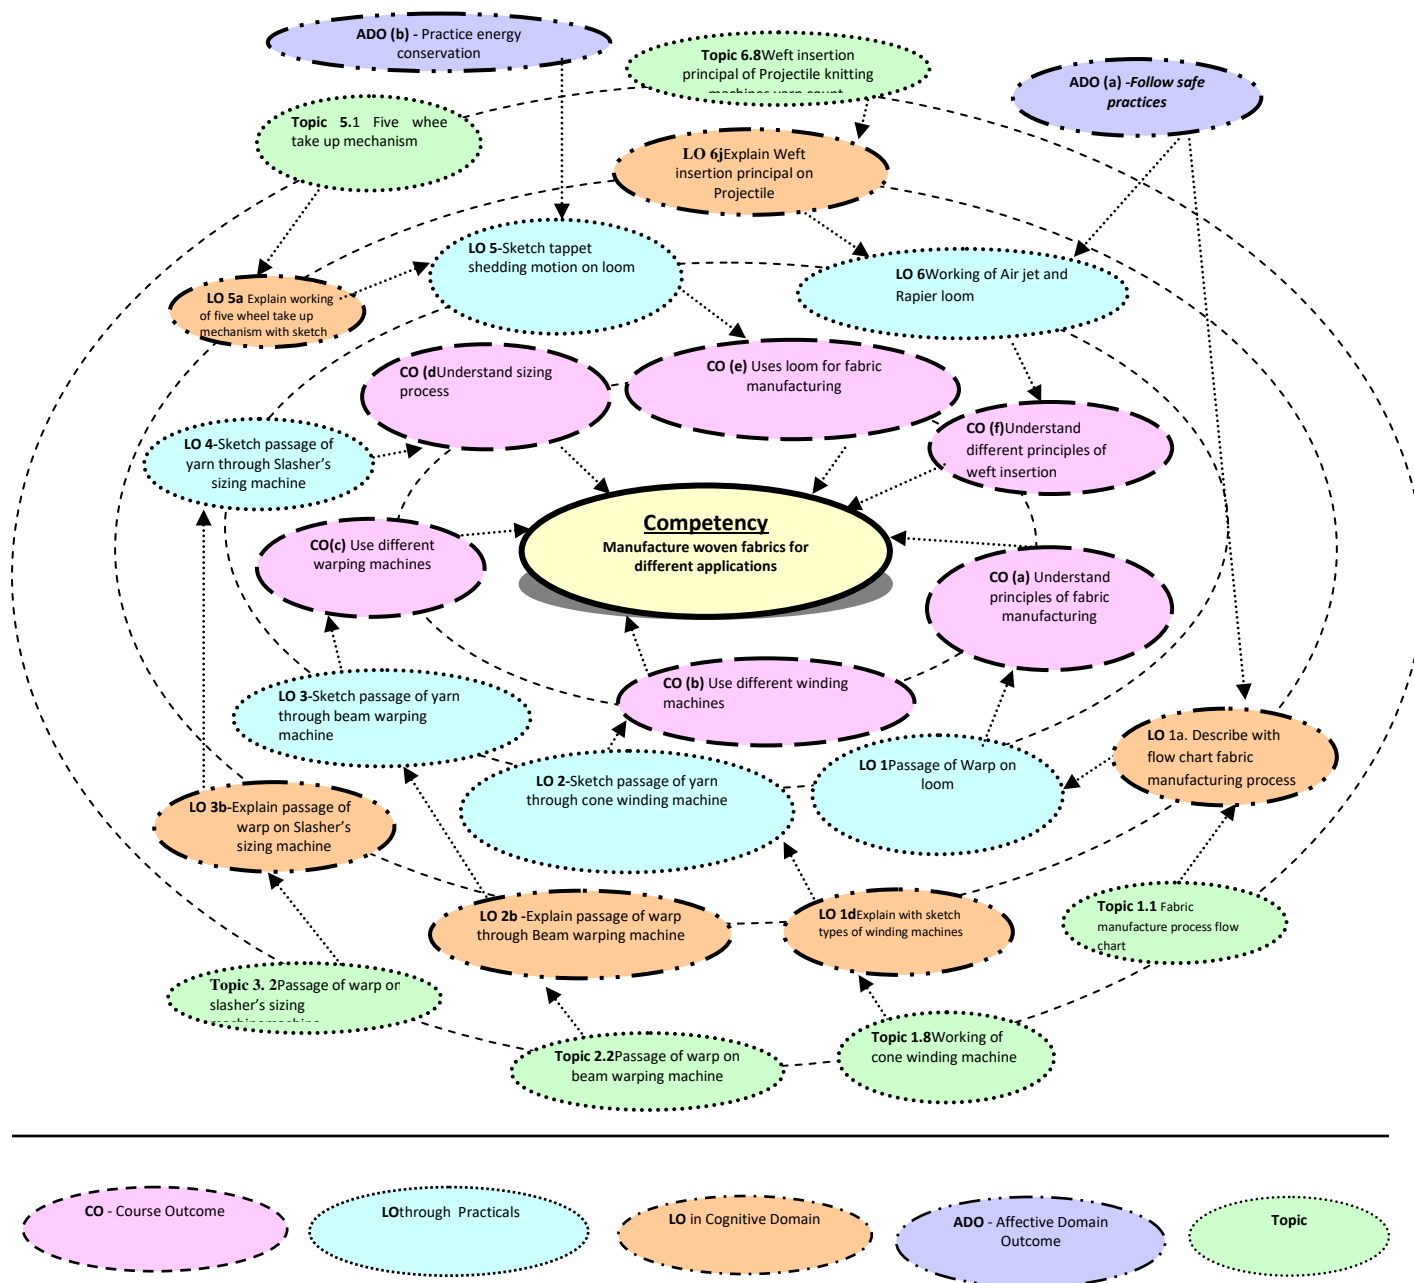 ADO (b) - Practice energy
conservation
Topic 6.8Weft insertion
principal of Projectile knitting
machines yarn count
ADO (a) -Follow safe
practices
Topic 5.1 Five whee
take up mechanism
LO 6jExplain Weft
insertion principal on
Projectile
LO 5-Sketch tappet
shedding motion on loom
LO 6Working of Air jet and
Rapier loom
LO 5a Explain working
of five wheel take up
mechanism with sketch
CO (dUnderstand sizing
process
CO (e) Uses loom for fabric
manufacturing
CO (f)Understand
different principles of
weft insertion
LO 4-Sketch passage of
yarn through Slasher's
sizing machine
Competency
Manufacture woven fabrics for
different applications
CO(c) Use different
warping machines
CO (a) Understand
principles of fabric
manufacturing
CO (b) Use different winding
machines
LO 3-Sketch passage of yarn
through beam warping
machine
LO 1a. Describe with
flow chart fabric
manufacturing process
LO 2-Sketch passage of yarn
through cone winding machine
LO 1Passage of Warp on
loom
LO 3b-Explain passage of
warp on Slasher's
sizing machine
LO 2b -Explain passage of warp
through Beam warping machine
LO 1dExplain with sketch
types of winding machines
Topic 1.1 Fabric
manufacture process flow
chart
Topic 3. 2Passage of warp on
slasher's sizing
Topic 2.2Passage of warp on
beam warping machine
Topic 1.8Working of
cone winding machine
CO - Course Outcome
LOthrough Practicals
LO in Cognitive Domain
ADO - Affective Domain
Outcome
Topic